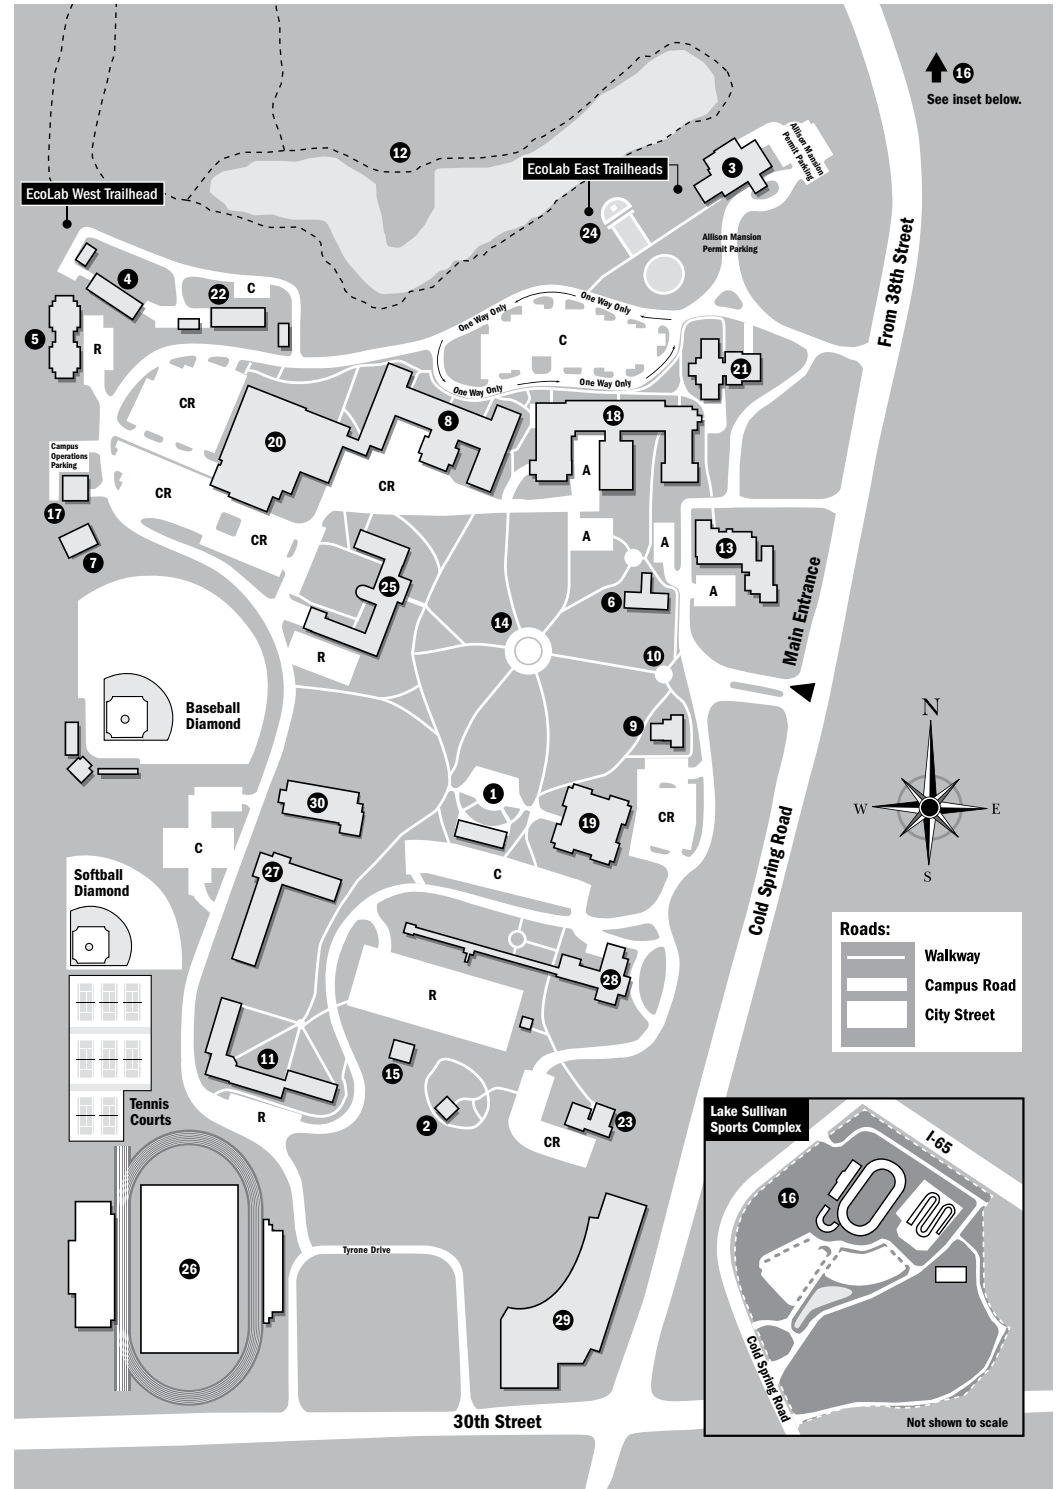 16
See inset below.
Allison Mansion
Permit Parking
12
3
EcoLab East Trailheads
EcoLab West Trailhead
24
Allison Mansion
Permit Parking
From 38th Street
4
22
C
5
R
One Way Only
One Way Only
C
One Way Only
One Way Only
21
CR
8
18
20
Campus
Operations
Parking
A
CR
CR
17
CR
A
A
13
7
25
A
6
14
Main Entrance
R
10
Baseball
Diamond
9
N
W
E
S
1
30
19
CR
C
27
C
Cold Spring Road
Softball
Diamond
Roads:
Walkway
Campus Road
City Street
28
R
11
15
Tennis
Courts
R
2
23
CR
Lake Sullivan
Sports Complex
I-65
16
Cold Spring Road
Not shown to scale
Tyrone Drive
26
29
30th Street